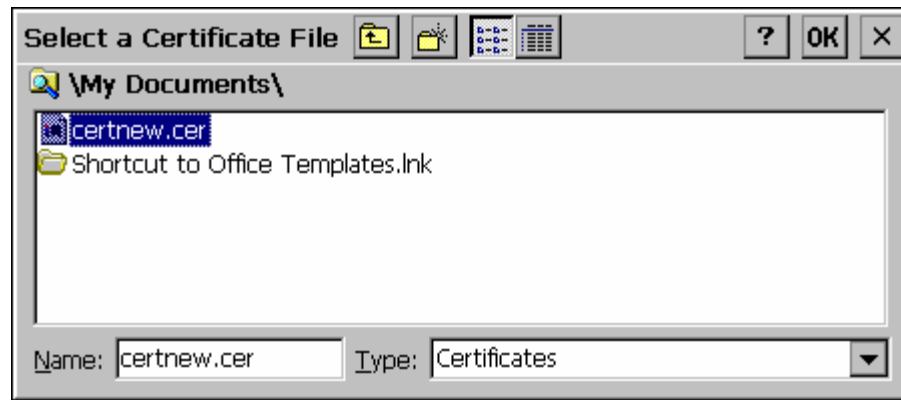 Select a Certificate File ? OK ×
\My Documents\
certnew.cer
Shortcut to Office Templates.lnk
Name: certnew.cer Type: Certificates